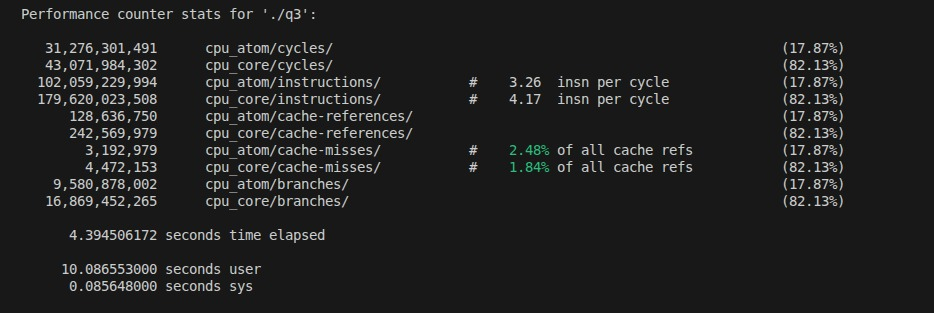 Performance counter stats for './q3':
31,276,301,491 cpu_atom/cycles/ (17.87%)
43,071,984,302 cpu_core/cycles/ (82.13%)
102,059,229,994 cpu_atom/instructions/ # 3.26 insn per cycle (17.87%)
179,620,023,508 cpu_core/instructions/ # 4.17 insn per cycle (82.13%)
128,636,750 cpu_atom/cache-references/ (17.87%)
242,569,979 cpu_core/cache-references/ (82.13%)
3,192,979 cpu_atom/cache-misses/ # 2.48% of all cache refs (17.87%)
4,472,153 cpu_core/cache-misses/ # 1.84% of all cache refs (82.13%)
9,580,878,002 cpu_atom/branches/ (17.87%)
16,869,452,265 cpu_core/branches/ (82.13%)
4.394506172 seconds time elapsed
10.086553000 seconds user
0.085648000 seconds sys